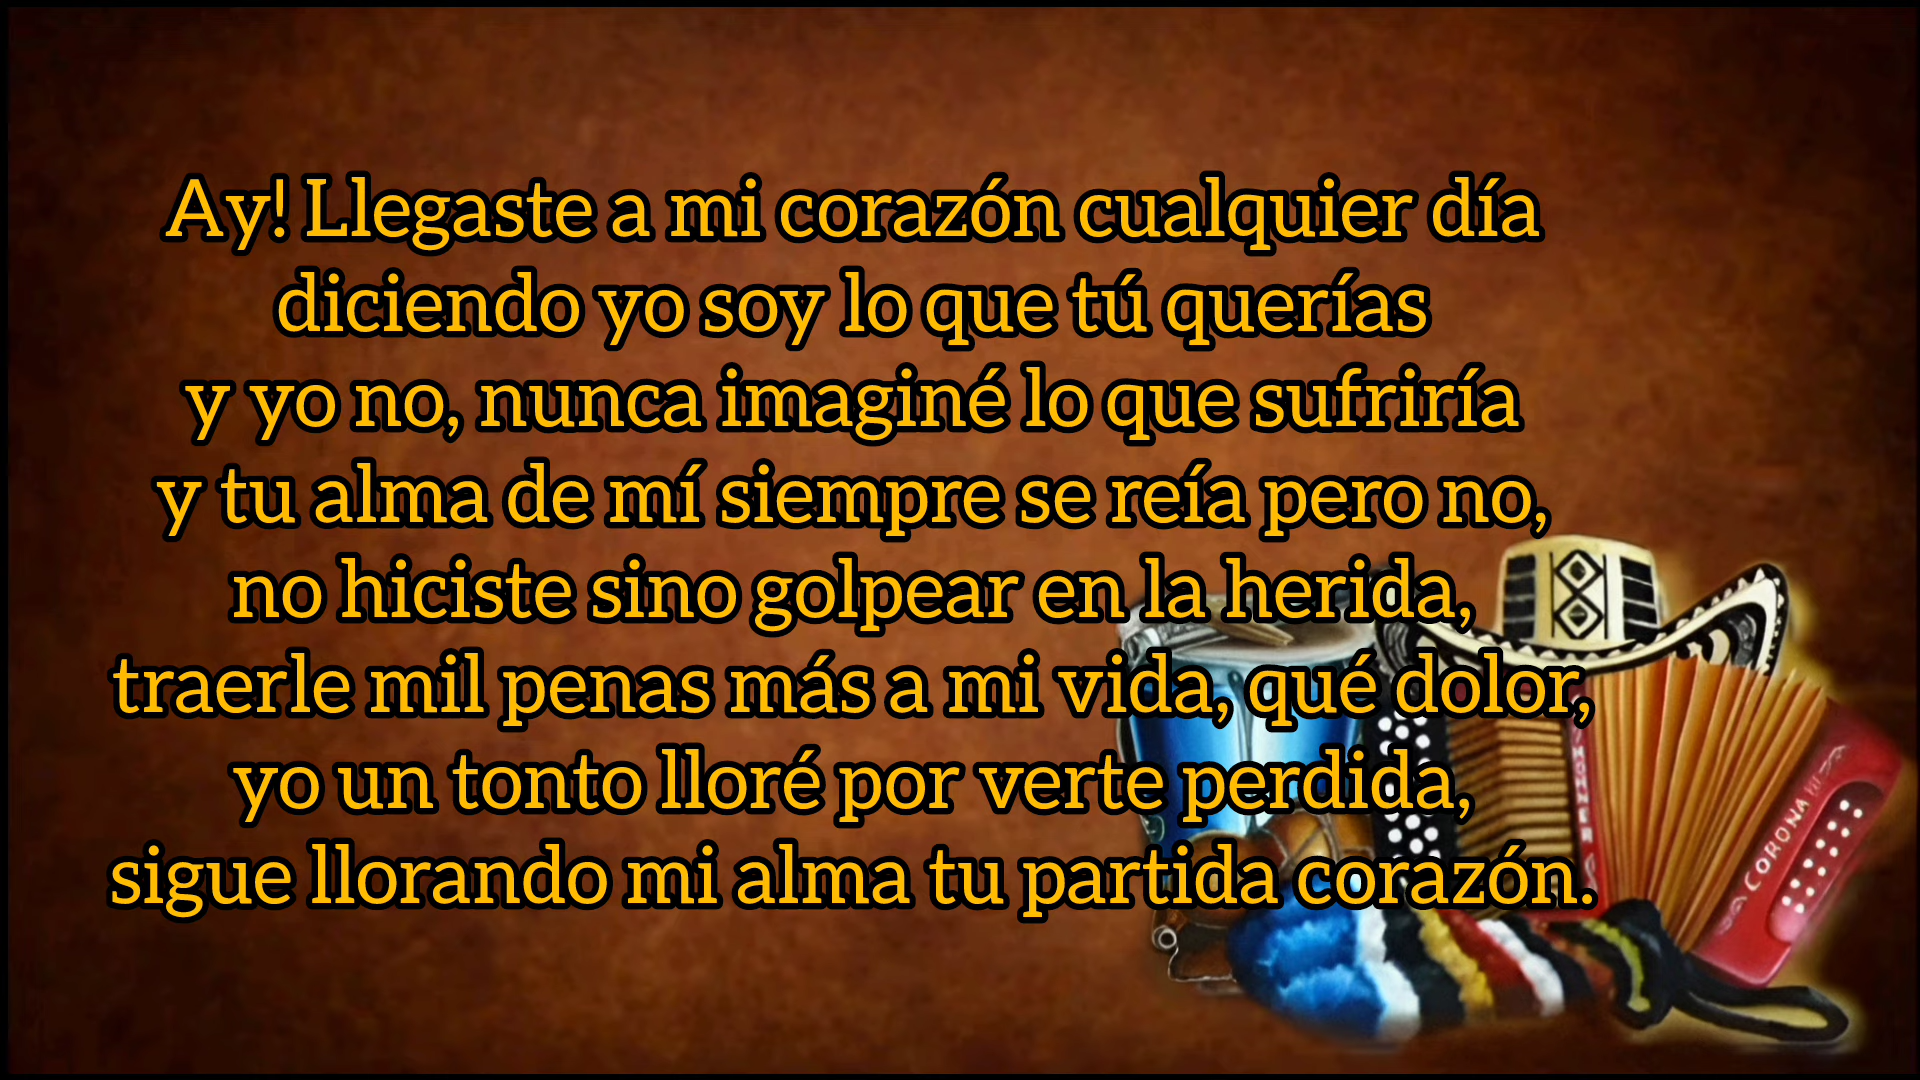 Ay! Llegaste a mi corazón cualquier día
diciendo yo soy lo que tú querías
y yo no, nunca imaginé lo que sufriría
y tu alma de mí siempre se reía pero no,
no hiciste sino golpear en la herida,
traerle mil penas más a mi vida, qué dolor,
yo un tonto lloré por verte perdida,
sigue llorando mi alma tu partida corazón.
CORONA III